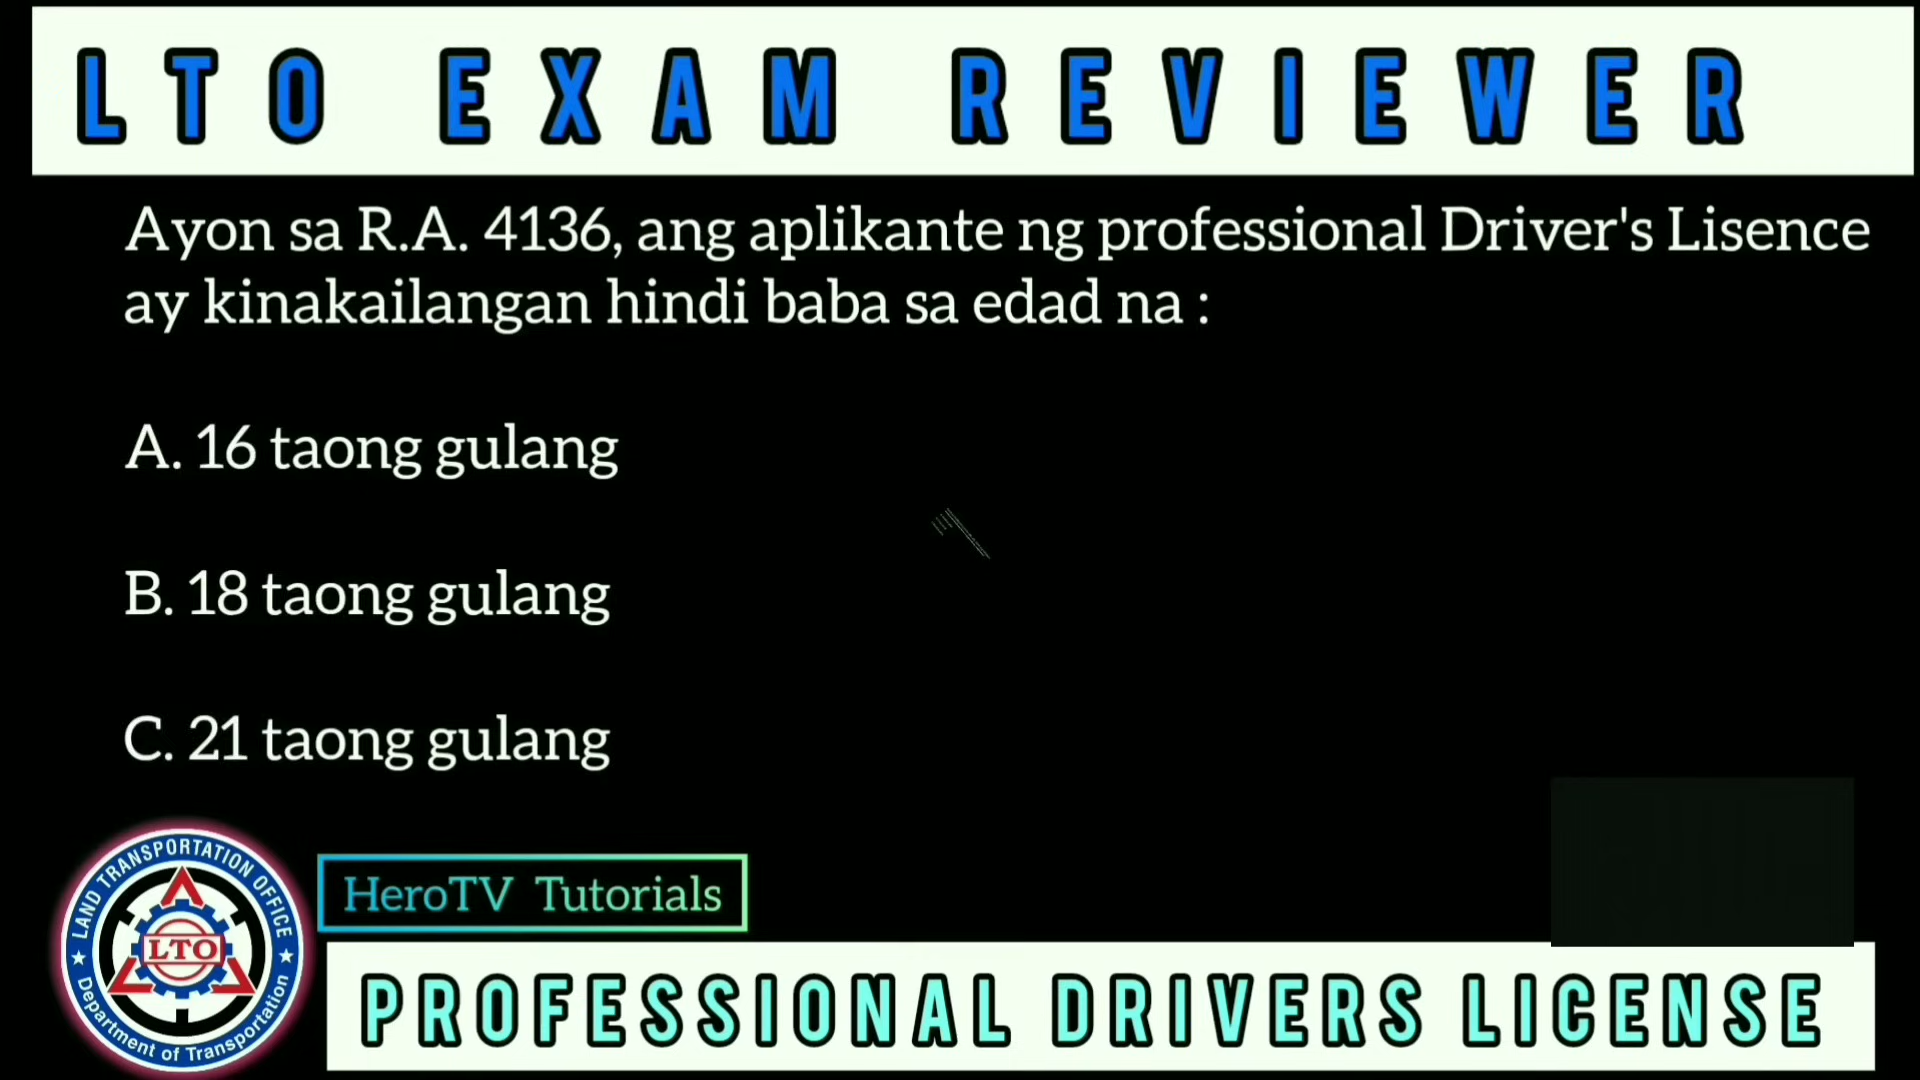 LTO EXAM REVIEWER
Ayon sa R.A. 4136, ang aplikante ng professional Driver's Lisence
ay kinakailangan hindi baba sa edad na :
A. 16 taong gulang
B. 18 taong gulang
C. 21 taong gulang
LAND TRANSPORTATION OFFICE
LTO
Department of Transportation
HeroTV Tutorials
PROFESSIONAL DRIVERS LICENSE